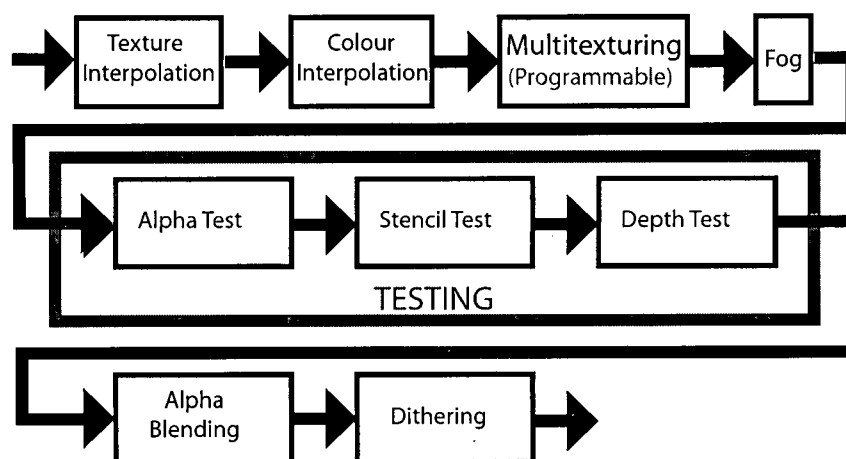 Texture
Interpolation
Colour
Interpolation
Multitexturing
(Programmable)
Fog
Alpha Test
Stencil Test
Depth Test
TESTING
Alpha
Blending
Dithering